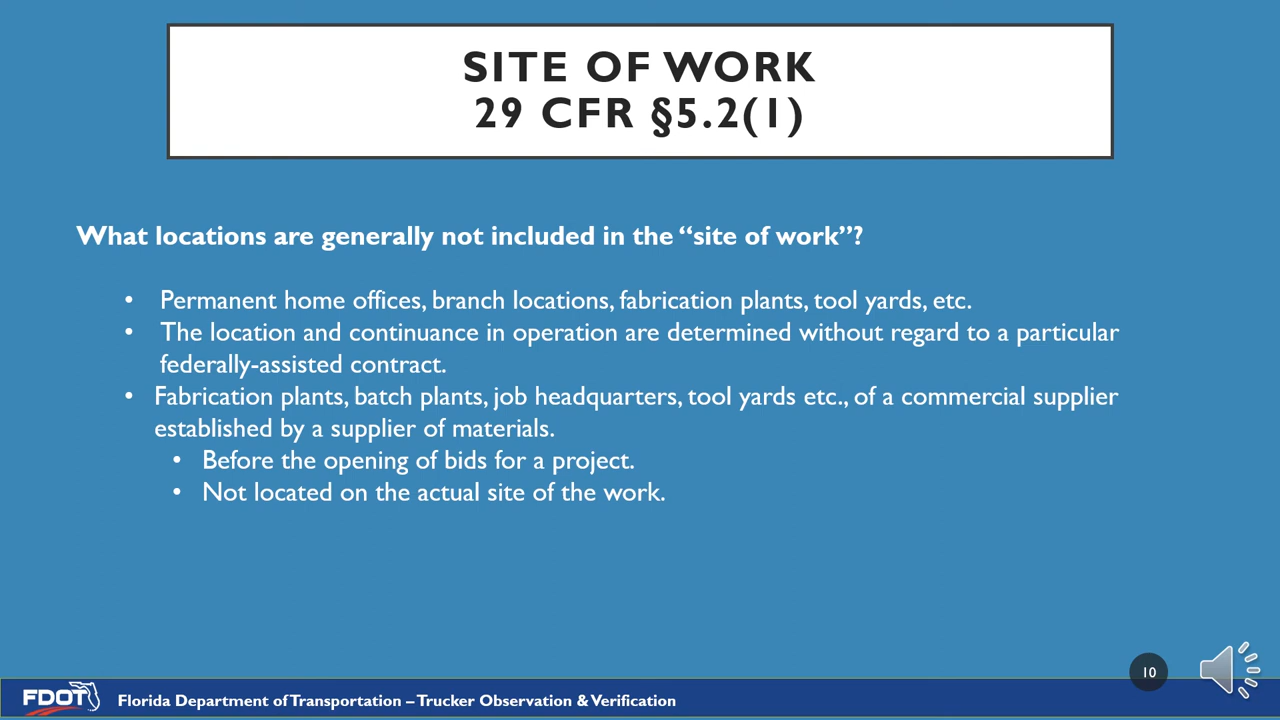 SITE OF WORK
29 CFR §5.2(1)
What locations are generally not included in the “site of work”?
• Permanent home offices, branch locations, fabrication plants, tool yards, etc.
• The location and continuance in operation are determined without regard to a particular
federally-assisted contract.
• Fabrication plants, batch plants, job headquarters, tool yards etc., of a commercial supplier
established by a supplier of materials.
• Before the opening of bids for a project.
• Not located on the actual site of the work.
10
FDOT
Florida Department of Transportation – Trucker Observation & Verification